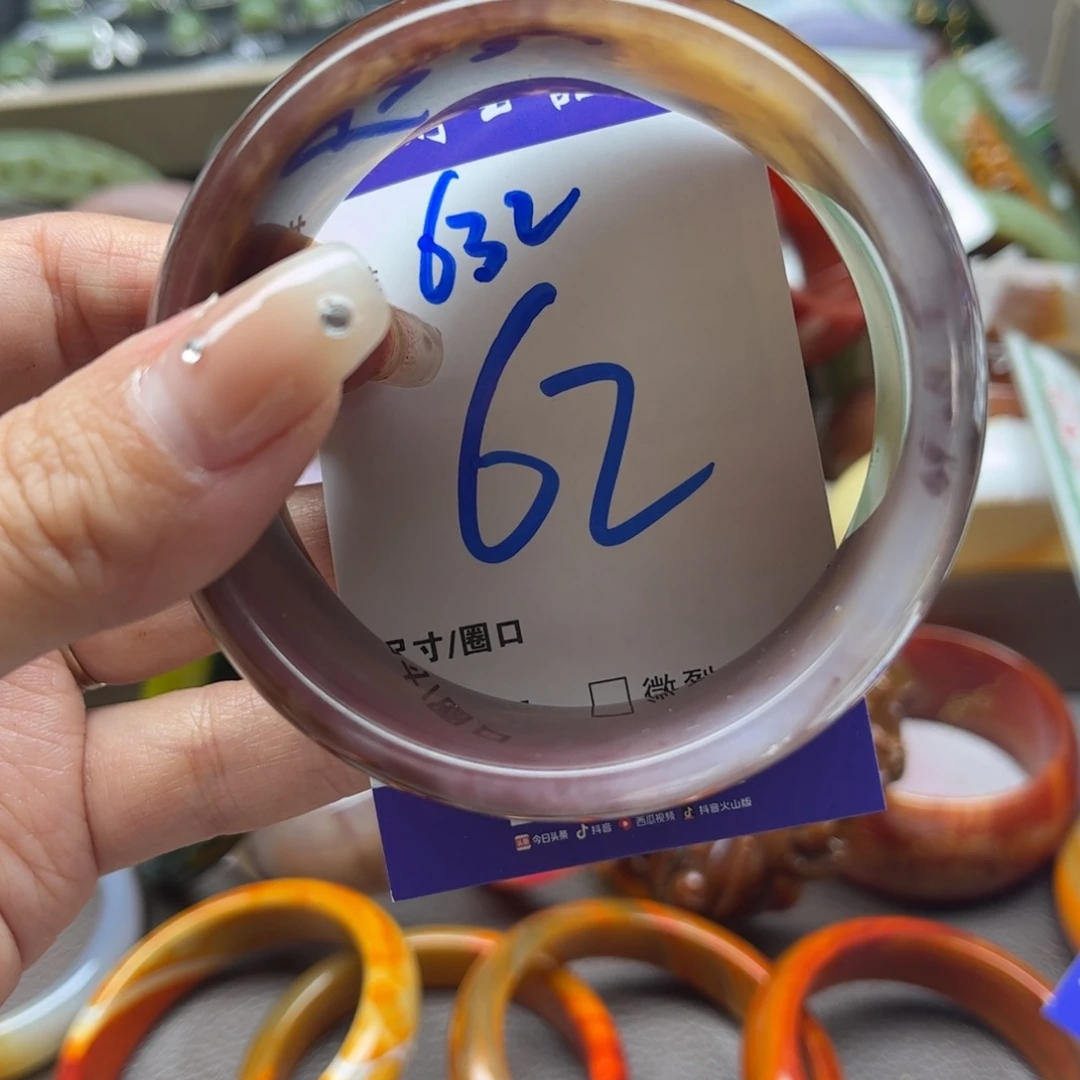 632
62
尺寸/圈口
微裂
今日头条 抖音 西瓜视频 抖音火山版